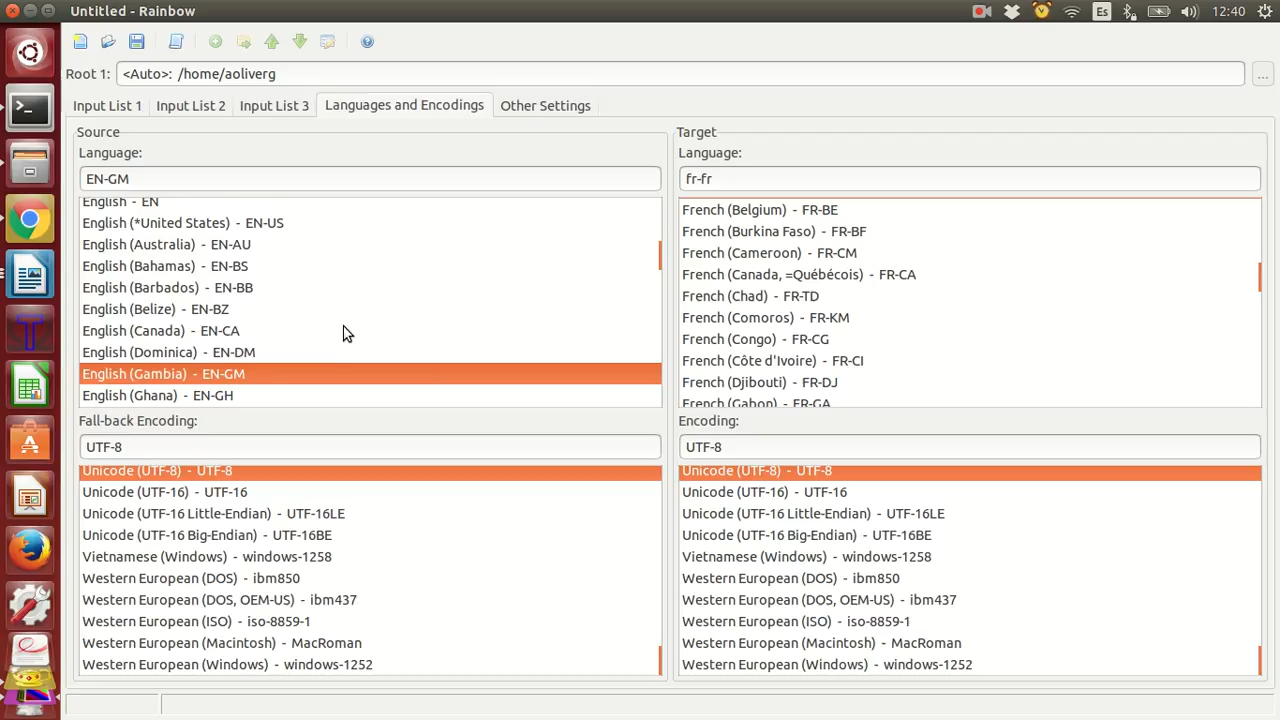 Untitled - Rainbow
Es
12:40
Root 1:
<Auto>: /home/aoliverg
...
Input List 1
Input List 2
Input List 3
Languages and Encodings
Other Settings
Source
Language:
EN-GM
English - EN
English (*United States) - EN-US
English (Australia) - EN-AU
English (Bahamas) - EN-BS
English (Barbados) - EN-BB
English (Belize) - EN-BZ
English (Canada) - EN-CA
English (Dominica) - EN-DM
English (Gambia) - EN-GM
English (Ghana) - EN-GH
Fall-back Encoding:
UTF-8
Unicode (UTF-8) - UTF-8
Unicode (UTF-16) - UTF-16
Unicode (UTF-16 Little-Endian) - UTF-16LE
Unicode (UTF-16 Big-Endian) - UTF-16BE
Vietnamese (Windows) - windows-1258
Western European (DOS) - ibm850
Western European (DOS, OEM-US) - ibm437
Western European (ISO) - iso-8859-1
Western European (Macintosh) - MacRoman
Western European (Windows) - windows-1252
Target
Language:
fr-fr
French (Belgium) - FR-BE
French (Burkina Faso) - FR-BF
French (Cameroon) - FR-CM
French (Canada, =Québécois) - FR-CA
French (Chad) - FR-TD
French (Comoros) - FR-KM
French (Congo) - FR-CG
French (Côte d'Ivoire) - FR-CI
French (Djibouti) - FR-DJ
French (Gabon) - FR-GA
Encoding:
UTF-8
Unicode (UTF-8) - UTF-8
Unicode (UTF-16) - UTF-16
Unicode (UTF-16 Little-Endian) - UTF-16LE
Unicode (UTF-16 Big-Endian) - UTF-16BE
Vietnamese (Windows) - windows-1258
Western European (DOS) - ibm850
Western European (DOS, OEM-US) - ibm437
Western European (ISO) - iso-8859-1
Western European (Macintosh) - MacRoman
Western European (Windows) - windows-1252